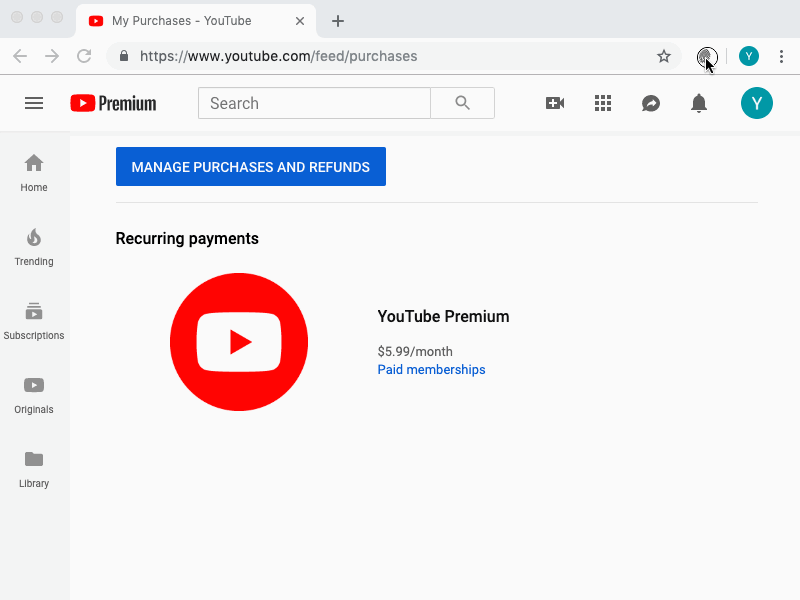 My Purchases - YouTube
https://www.youtube.com/feed/purchases
Y
Premium
Search
Y
MANAGE PURCHASES AND REFUNDS
Home
Recurring payments
Trending
YouTube Premium
Subscriptions
$5.99/month
Paid memberships
Originals
Library